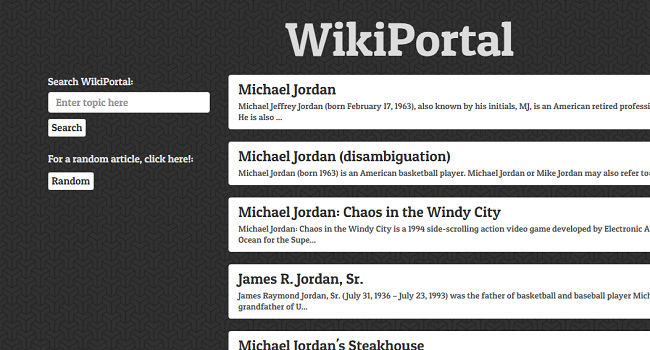 WikiPortal
Search WikiPortal:
Enter topic here
Search
For a random article, click here!:
Random
Michael Jordan
Michael Jeffrey Jordan (born February 17, 1963), also known by his initials, MJ, is an American retired professi
He is also ...
Michael Jordan (disambiguation)
Michael Jordan (born 1963) is an American basketball player. Michael Jordan or Mike Jordan may also refer to:
Michael Jordan: Chaos in the Windy City
Michael Jordan: Chaos in the Windy City is a 1994 side-scrolling action video game developed by Electronic A
Ocean for the Supe...
James R. Jordan, Sr.
James Raymond Jordan, Sr. (July 31, 1936 – July 23, 1993) was the father of basketball and baseball player Mich
grandfather of U...
Michael Jordan's Steakhouse